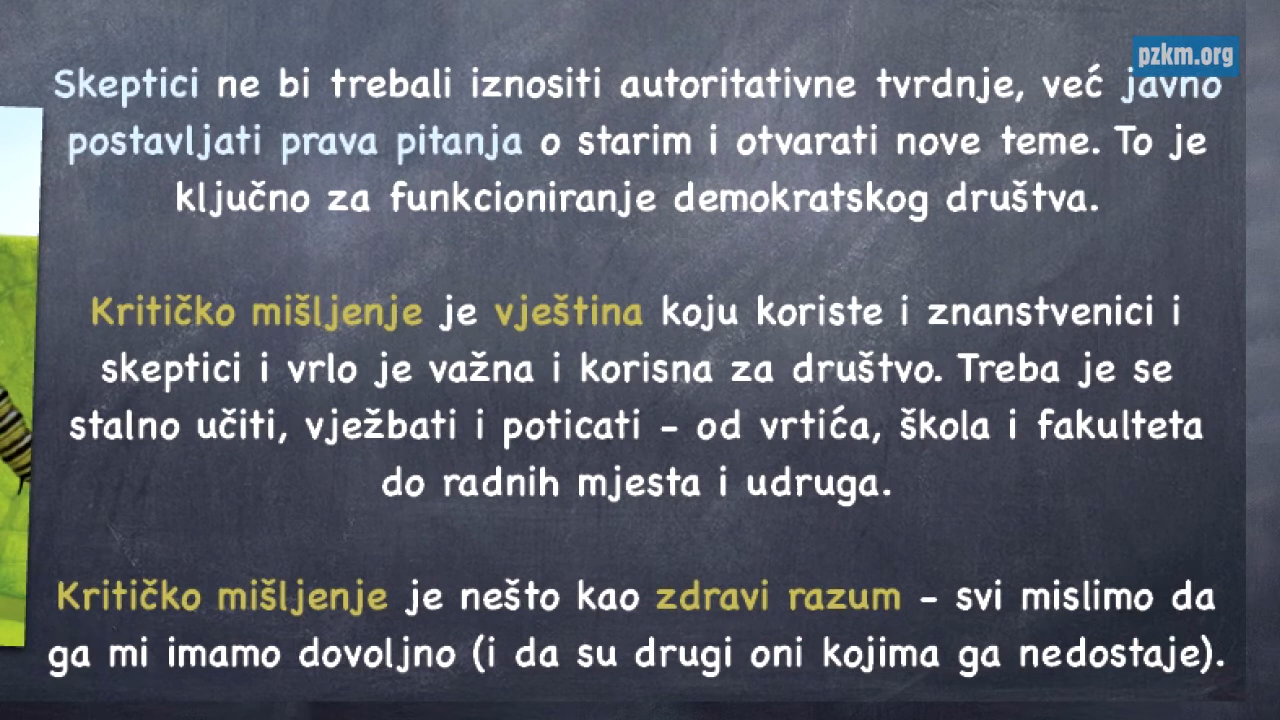 pzkm.org
Skeptici ne bi trebali iznositi autoritativne tvrdnje, već javno
postavljati prava pitanja o starim i otvarati nove teme. To je
ključno za funkcioniranje demokratskog društva.
Kritičko mišljenje je vještina koju koriste i znanstvenici i
skeptici i vrlo je važna i korisna za društvo. Treba je se
stalno učiti, vježbati i poticati - od vrtića, škola i fakulteta
do radnih mjesta i udruga.
Kritičko mišljenje je nešto kao zdravi razum - svi mislimo da
ga mi imamo dovoljno (i da su drugi oni kojima ga nedostaje).